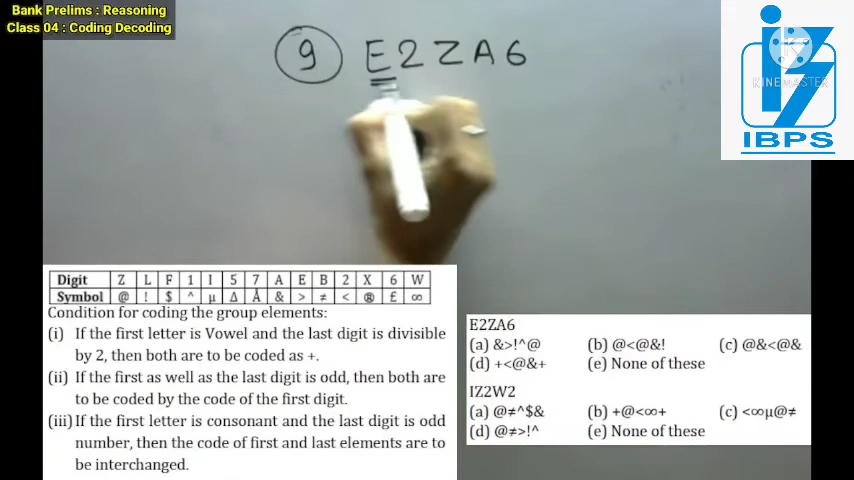 Bank Prelims : Reasoning
Class 04 : Coding Decoding
9 E2ZA6
KINEMASTER
IBPS
Digit Z L F 1 I 5 7 A E B 2 X 6 W
Symbol @ ! $ ^ µ Δ Å & > ≠ < ® £ ∞
Condition for coding the group elements:
(i) If the first letter is Vowel and the last digit is divisible
by 2, then both are to be coded as +.
(ii) If the first as well as the last digit is odd, then both are
to be coded by the code of the first digit.
(iii) If the first letter is consonant and the last digit is odd
number, then the code of first and last elements are to
be interchanged.
E2ZA6
(a) &>!^@ (b) @<@&! (c) @&<@&
(d) +<@&+ (e) None of these
IZ2W2
(a) @≠^$& (b) +@<∞+ (c) <∞µ@≠
(d) @≠>!^ (e) None of these